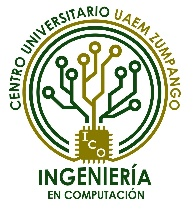 CENTRO UNIVERSITARIO UAEM ZUMPANGO
ICO
INGENIERÍA
EN COMPUTACIÓN